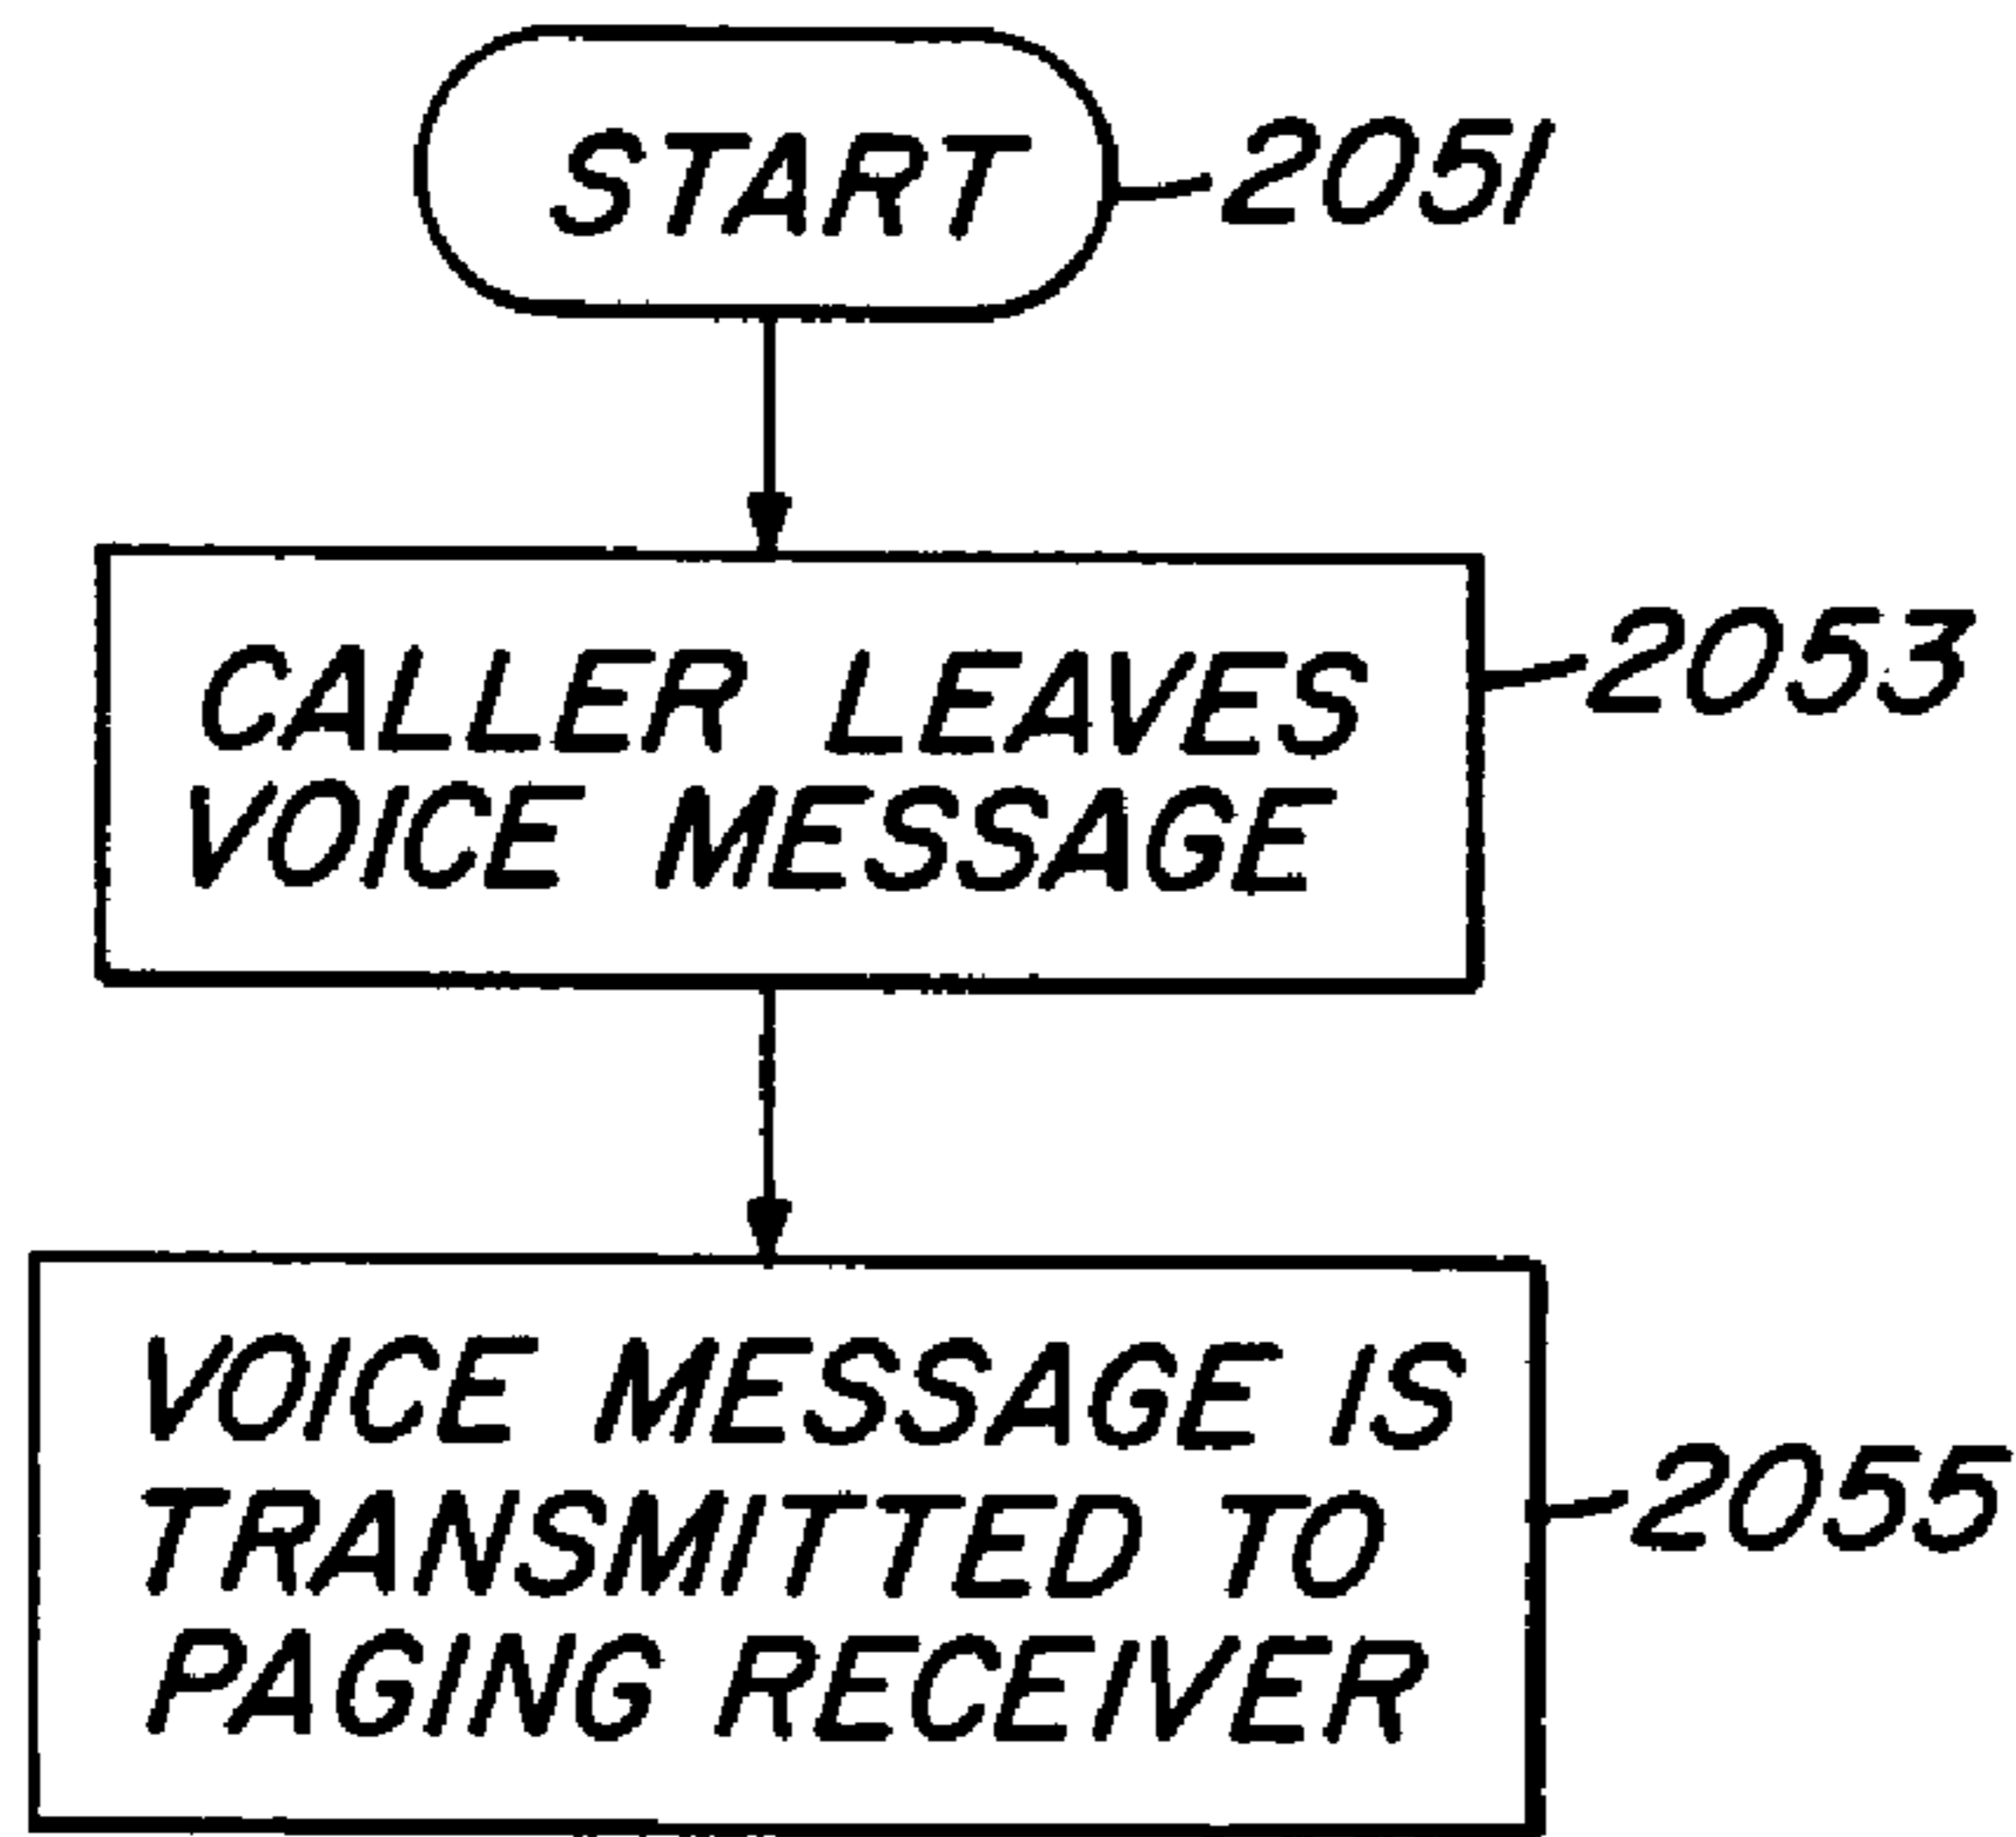 START
2051
CALLER LEAVES
VOICE MESSAGE
2053
VOICE MESSAGE IS
TRANSMITTED TO
PAGING RECEIVER
2055